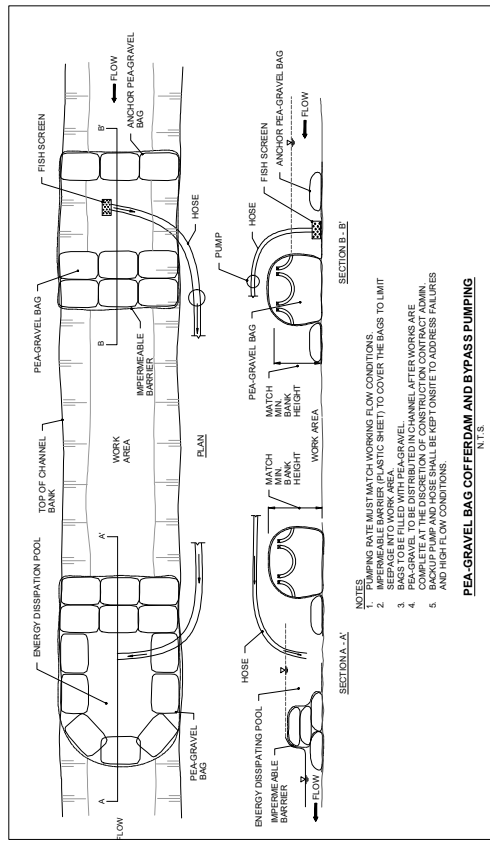 TOP OF CHANNEL
BANK
ENERGY DISSIPATION POOL
PEA-GRAVEL BAG
FISH SCREEN
ANCHOR PEA-GRAVEL
BAG
FLOW
A
A'
WORK
AREA
B
B'
IMPERMEABLE
BARRIER
HOSE
FLOW
PEA-GRAVEL
BAG
PLAN
PUMP
HOSE
FISH SCREEN
ANCHOR PEA-GRAVEL BAG
FLOW
PEA-GRAVEL BAG
MATCH
MIN.
BANK
HEIGHT
MATCH
MIN.
BANK
HEIGHT
WORK AREA
HOSE
ENERGY DISSIPATING POOL
IMPERMEABLE
BARRIER
FLOW
SECTION A - A'
SECTION B - B'
NOTES
1. PUMPING RATE MUST MATCH WORKING FLOW CONDITIONS.
2. IMPERMEABLE BARRIER (PLASTIC SHEET) TO COVER THE BAGS TO LIMIT
SEEPAGE INTO WORK AREA.
3. BAGS TO BE FILLED WITH PEA-GRAVEL.
4. PEA-GRAVEL TO BE DISTRIBUTED IN CHANNEL AFTER WORKS ARE
COMPLETE AT THE DISCRETION OF CONSTRUCTION CONTRACT ADMIN.
5. BACKUP PUMP AND HOSE SHALL BE KEPT ONSITE TO ADDRESS FAILURES
AND HIGH FLOW CONDITIONS.
PEA-GRAVEL BAG COFFERDAM AND BYPASS PUMPING
N.T.S.